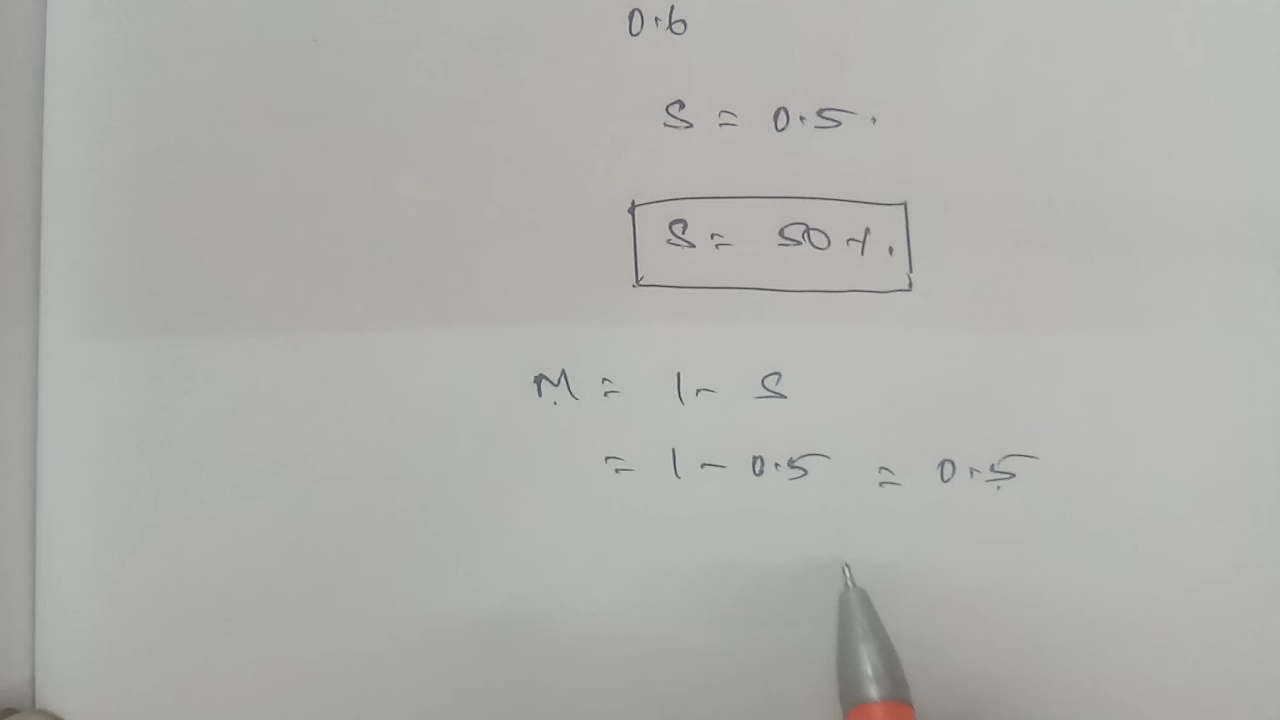 0.6
S = 0.5.
S = 50%.
M = 1 - S
= 1 - 0.5 = 0.5